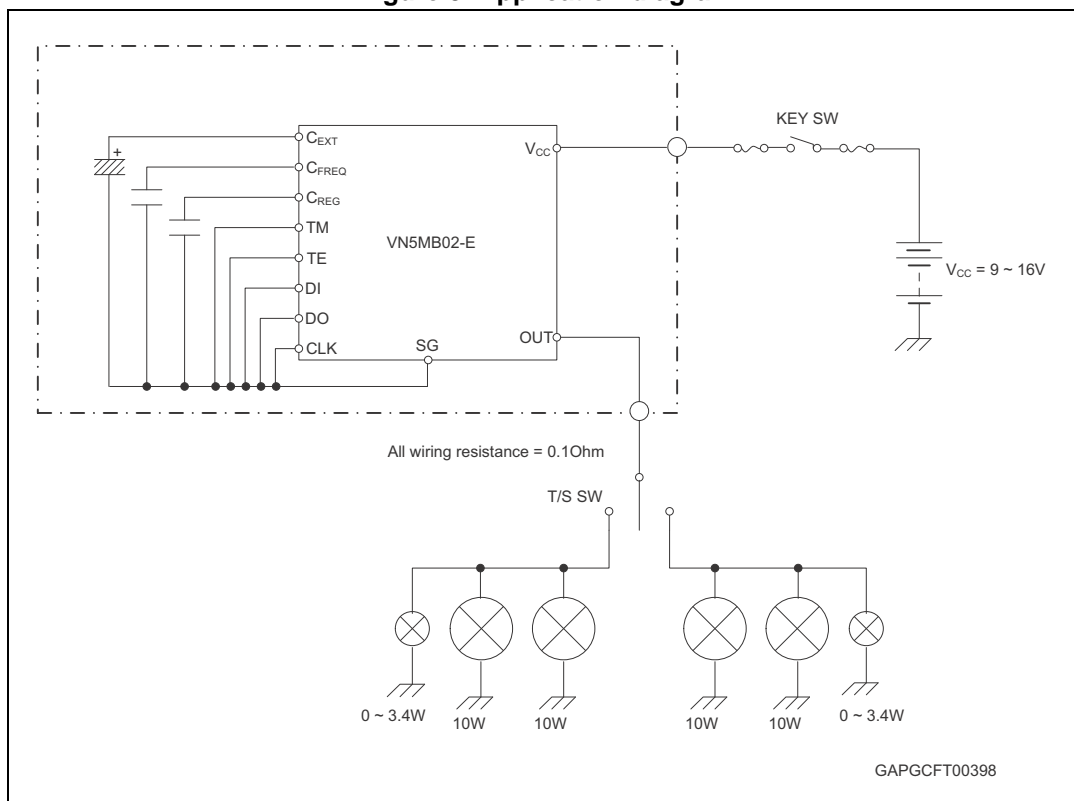 KEY SW
C_EXT
V_CC
C_FREQ
C_REG
TM
VN5MB02-E
TE
V_CC = 9 ~ 16V
DI
DO
OUT
SG
CLK
All wiring resistance = 0.1Ohm
T/S SW
0 ~ 3.4W
10W
10W
10W
10W
0 ~ 3.4W
GAPGCFT00398